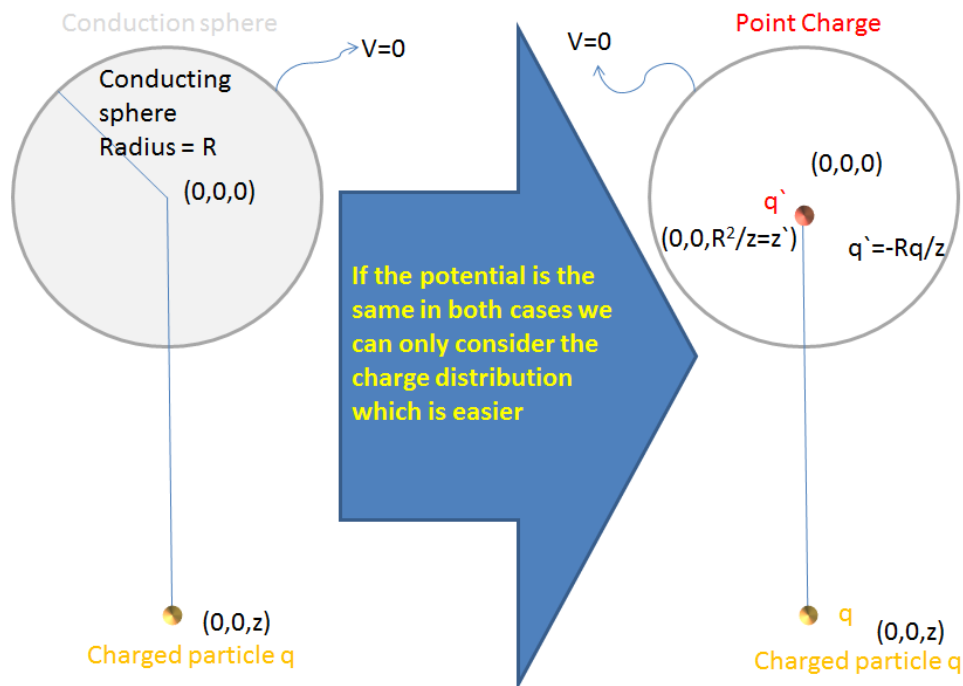 Conduction sphere
V=0
Conducting
sphere
Radius = R
(0,0,0)
(0,0,z)
Charged particle q
If the potential is the
same in both cases we
can only consider the
charge distribution
which is easier
Point Charge
V=0
(0,0,0)
q`
(0,0,R²/z=z`)
q`=-Rq/z
q
(0,0,z)
Charged particle q